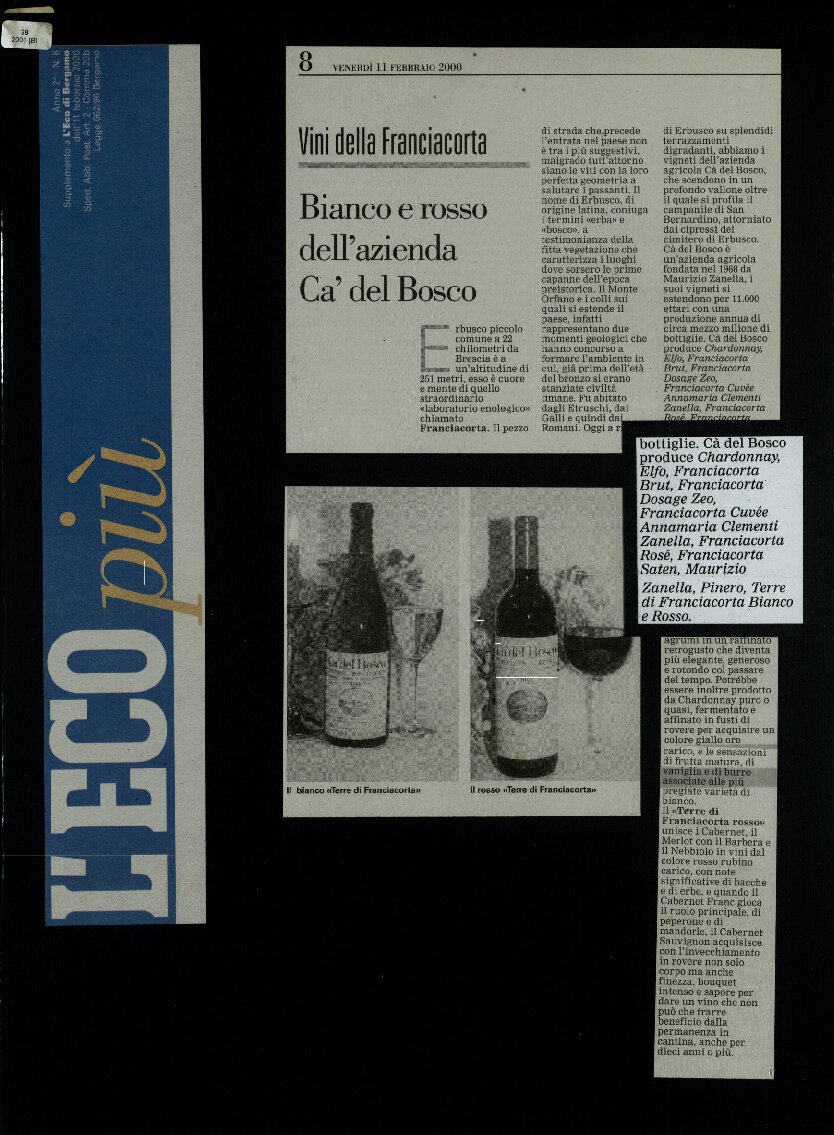 28
2001 (B)
Anno 2° - N. 6
Supplemento a L'Eco di Bergamo
dell'11 febbraio 2000
Sped. Abb. Post. Art. 2 - Comma 20b
Legge 662/96 Bergamo
L'ECO
più
8 VENERDÌ 11 FEBBRAIO 2000
Vini della Franciacorta
Bianco e rosso
dell'azienda
Ca' del Bosco
Erbusco piccolo
comune a 22
chilometri da
Brescia è a
un'altitudine di
251 metri, esso è cuore
e mente di quello
straordinario
«laboratorio enologico»
chiamato
Franciacorta. Il pezzo
di strada che precede
l'entrata nel paese non
è tra i più suggestivi,
malgrado tutt'attorno
siano le viti con la loro
perfetta geometria a
salutare i passanti. Il
nome di Erbusco, di
origine latina, coniuga
i termini «erba» e
«bosco», a
testimonianza della
fitta vegetazione che
caratterizza i luoghi
dove sorsero le prime
capanne dell'epoca
preistorica. Il Monte
Orfano e i colli sui
quali si estende il
paese, infatti
rappresentano due
momenti geologici che
hanno concorso a
formare l'ambiente in
cui, già prima dell'età
del bronzo si erano
stanziate civiltà
umane. Fu abitato
dagli Etruschi, dai
Galli e quindi dai
Romani. Oggi a
di Erbusco su splendidi
terrazzamenti
digradanti, abbiamo i
vigneti dell'azienda
agricola Cà del Bosco,
che scendono in un
profondo vallone oltre
il quale si profila il
campanile di San
Bernardino, attorniato
dai cipressi del
cimitero di Erbusco.
Cà del Bosco è
un'azienda agricola
fondata nel 1968 da
Maurizio Zanella, i
suoi vigneti si
estendono per 11.000
ettari con una
produzione annua di
circa mezzo milione di
bottiglie. Cà del Bosco
produce Chardonnay,
Elfo, Franciacorta
Brut, Franciacorta
Dosage Zeo,
Franciacorta Cuvée
Annamaria Clementi
Zanella, Franciacorta
Rosé, Franciacorta
bottiglie. Cà del Bosco
produce Chardonnay,
Elfo, Franciacorta
Brut, Franciacorta
Dosage Zeo,
Franciacorta Cuvée
Annamaria Clementi
Zanella, Franciacorta
Rosé, Franciacorta
Saten, Maurizio
Zanella, Pinero, Terre
di Franciacorta Bianco
e Rosso.
agrumi in un raffinato
retrogusto che diventa
più elegante, generoso
e rotondo col passare
del tempo. Potrebbe
essere inoltre prodotto
da Chardonnay puro o
quasi, fermentato e
affinato in fusti di
rovere per acquisire un
colore giallo oro
carico, e le sensazioni
di frutta matura, di
vaniglia e di burro
associate alle più
pregiate varietà di
bianco.
Il «Terre di
Franciacorta rosso»
unisce i Cabernet, il
Merlot con il Barbera e
il Nebbiolo in vini dal
colore rosso rubino
carico, con note
significative di bacche
e di erbe, e quando il
Cabernet Franc gioca
il ruolo principale, di
peperone e di
mandorle, il Cabernet
Sauvignon acquisisce
con l'invecchiamento
in rovere non solo
corpo ma anche
finezza, bouquet
intenso e sapore per
dare un vino che non
può che trarre
beneficio dalla
permanenza in
cantina, anche per
dieci anni o più.
Ca' del Bosco
Ca' del Bosco
Il bianco «Terre di Franciacorta»
Il rosso «Terre di Franciacorta»